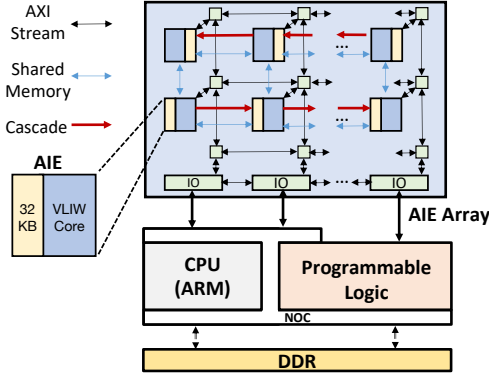 AXI
Stream
Shared
Memory
Cascade
AIE
32
KB
VLIW
Core
...
...
IO
IO
...
IO
AIE Array
CPU
(ARM)
Programmable
Logic
NOC
DDR